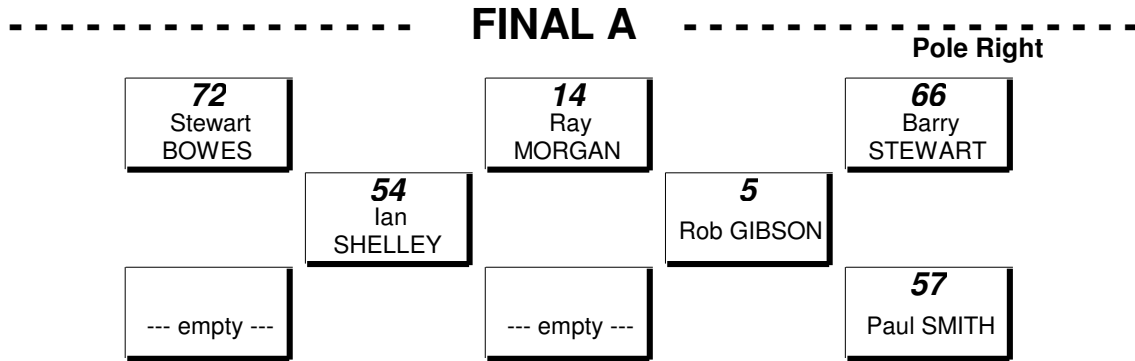 - - - - - - - - - - - - - - - - - FINAL A - - - - - - - - - - - - - - - - - - -
Pole Right
72
Stewart
BOWES
14
Ray
MORGAN
66
Barry
STEWART
54
Ian
SHELLEY
5
Rob GIBSON
--- empty ---
--- empty ---
57
Paul SMITH